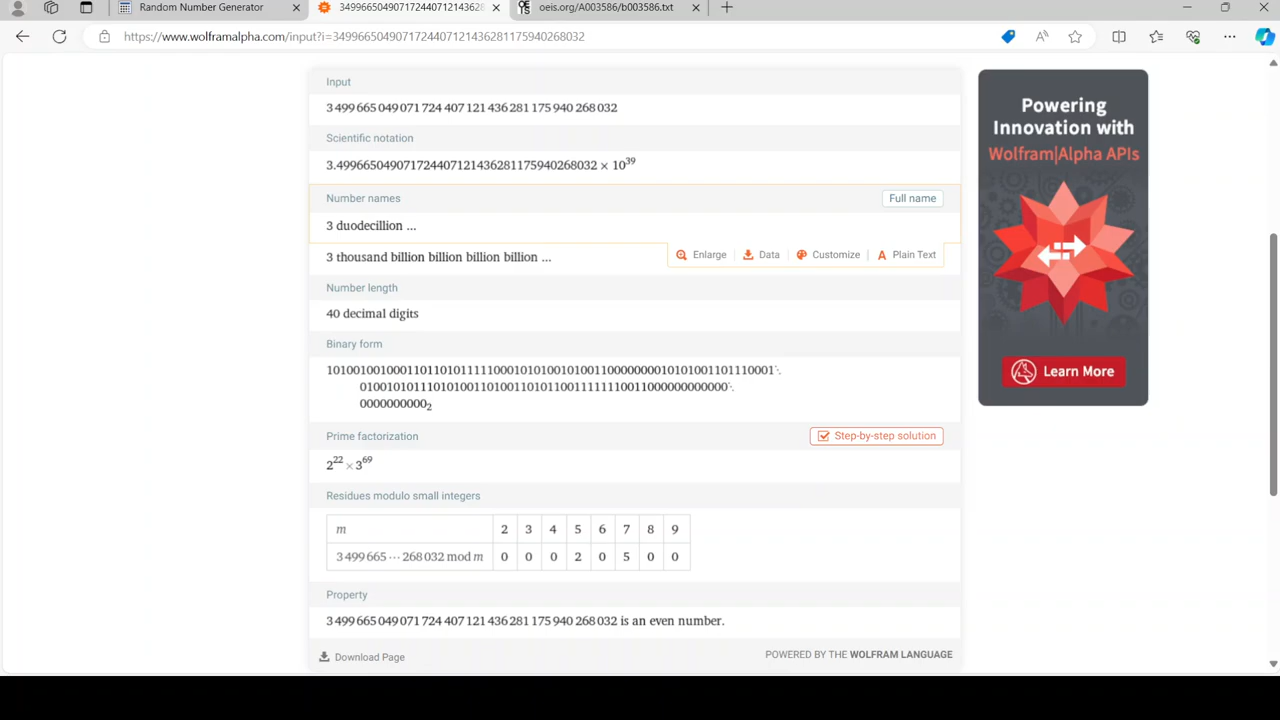 Random Number Generator
3499665049071724407121436281
oeis.org/A003586/b003586.txt
https://www.wolframalpha.com/input?i=3499665049071724407121436281175940268032
Input
3 499 665 049 071 724 407 121 436 281 175 940 268 032
Scientific notation
3.499665049071724407121436281175940268032 × 10^39
Number names
Full name
3 duodecillion ...
3 thousand billion billion billion billion ...
Enlarge
Data
Customize
Plain Text
Number length
40 decimal digits
Binary form
Prime factorization
Step-by-step solution
2^22 × 3^69
Residues modulo small integers
m 2 3 4 5 6 7 8 9
3 499 665 ⋯ 268 032 mod m 0 0 0 2 0 5 0 0
Property
3 499 665 049 071 724 407 121 436 281 175 940 268 032 is an even number.
Download Page
POWERED BY THE WOLFRAM LANGUAGE
Powering
Innovation with
Wolfram|Alpha APIs
Learn More